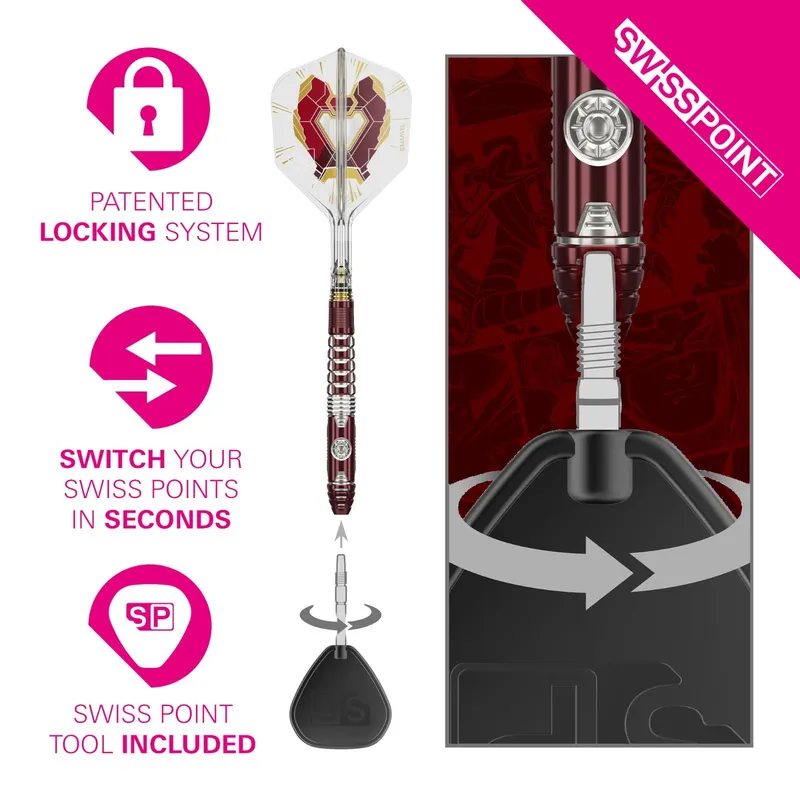 SWISSPOINT
PATENTED
LOCKING SYSTEM
SWITCH YOUR
SWISS POINTS
IN SECONDS
SP
SWISS POINT
TOOL INCLUDED